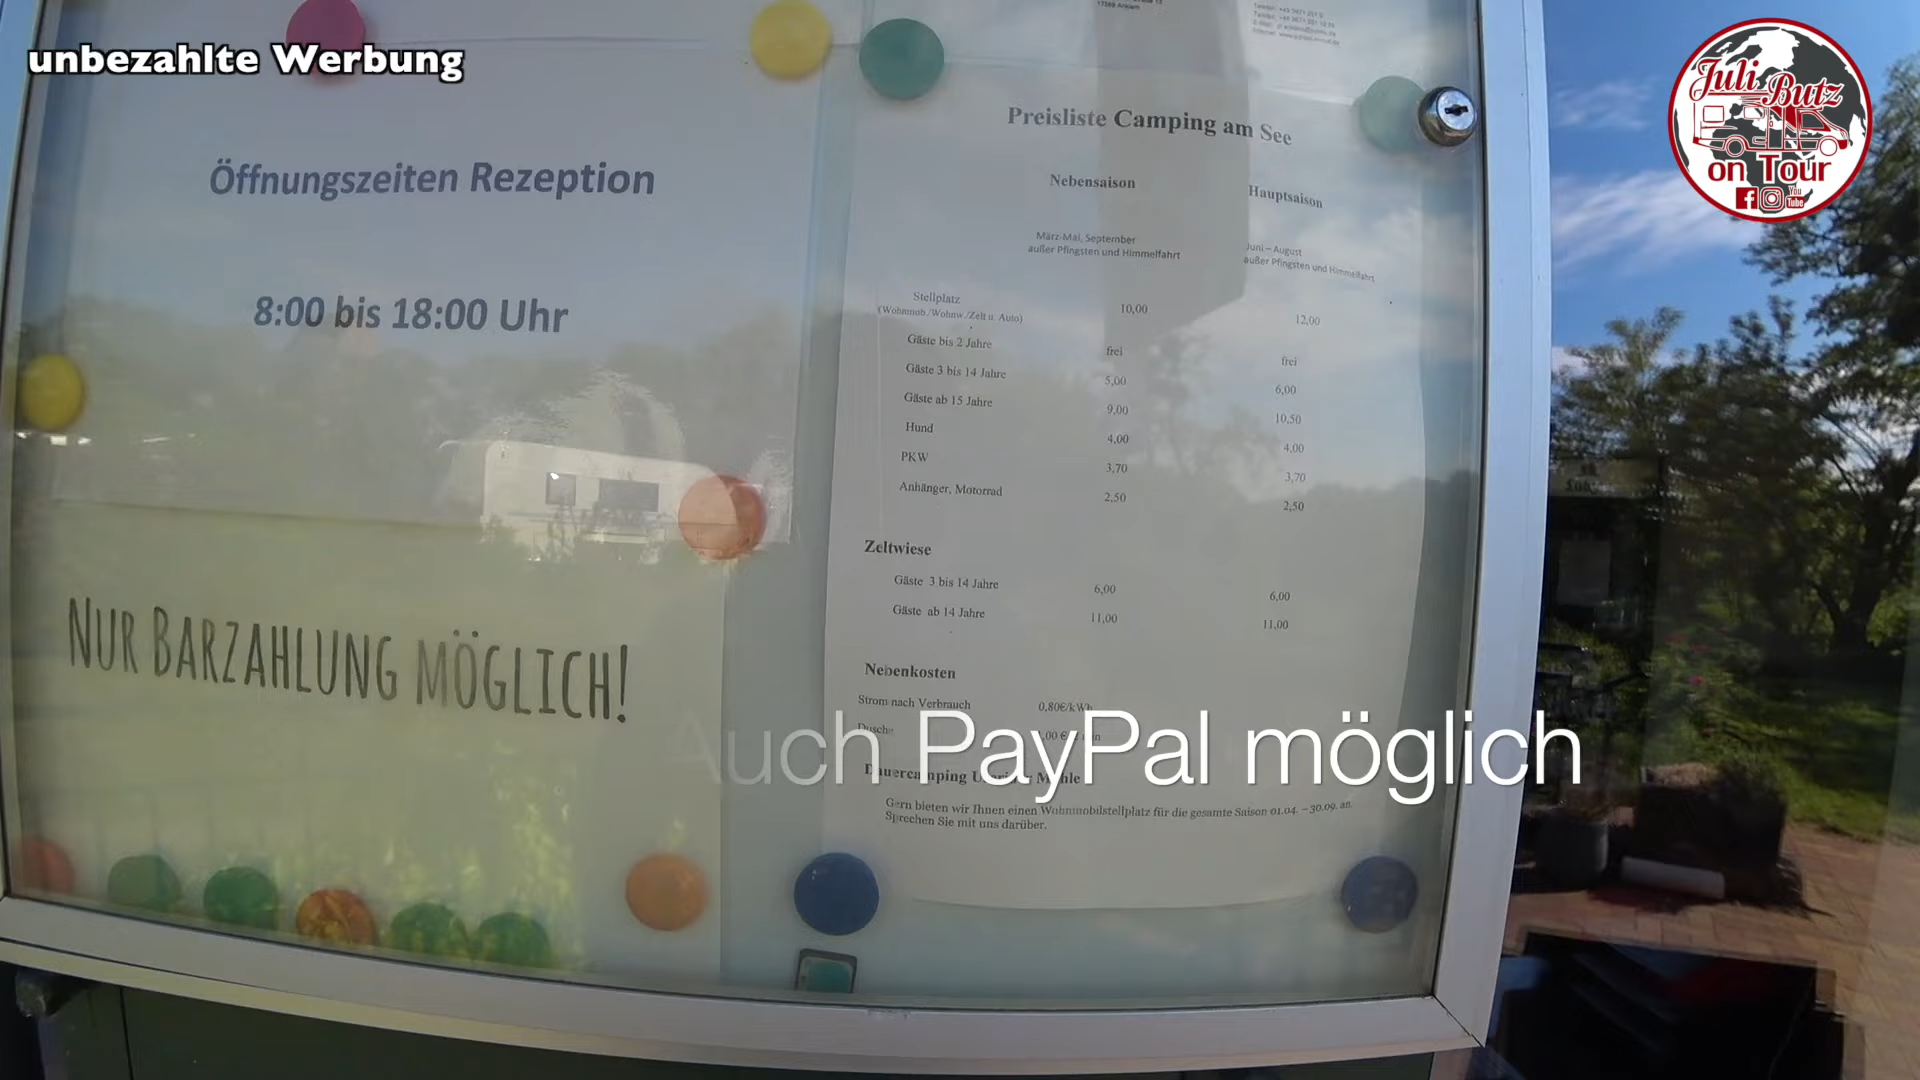 unbezahlte Werbung
Juli Butz
on Tour
You
Tube
Öffnungszeiten Rezeption
8:00 bis 18:00 Uhr
NUR BARZAHLUNG MÖGLICH!
17389 Anklam
Preisliste Camping am See
Nebensaison Hauptsaison
März-Mai, September Juni – August
außer Pfingsten und Himmelfahrt außer Pfingsten und Himmelfahrt
Stellplatz
(Wohnmob./Wohnw./Zelt u. Auto) 10,00 12,00
Gäste bis 2 Jahre frei frei
Gäste 3 bis 14 Jahre 5,00 6,00
Gäste ab 15 Jahre 9,00 10,50
Hund 4,00 4,00
PKW 3,70 3,70
Anhänger, Motorrad 2,50 2,50
Zeltwiese
Gäste 3 bis 14 Jahre 6,00 6,00
Gäste ab 14 Jahre 11,00 11,00
Nebenkosten
Strom nach Verbrauch 0,80€/kWh
Dusche
Auch PayPal möglich
Dauercamping
Gern bieten wir Ihnen einen Wohnmobilstellplatz für die gesamte Saison 01.04. – 30.09. an.
Sprechen Sie mit uns darüber.